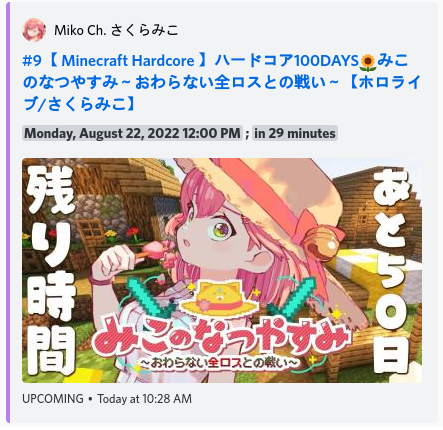 Miko Ch. さくらみこ
#9【 Minecraft Hardcore 】ハードコア100DAYS🌻みこ
のなつやすみ～おわらない全ロスとの戦い～【ホロライ
ブ/さくらみこ】
Monday, August 22, 2022 12:00 PM ; in 29 minutes
残り時間
あと50日
みこのなつやすみ
～おわらない全ロスとの戦い～
UPCOMING • Today at 10:28 AM